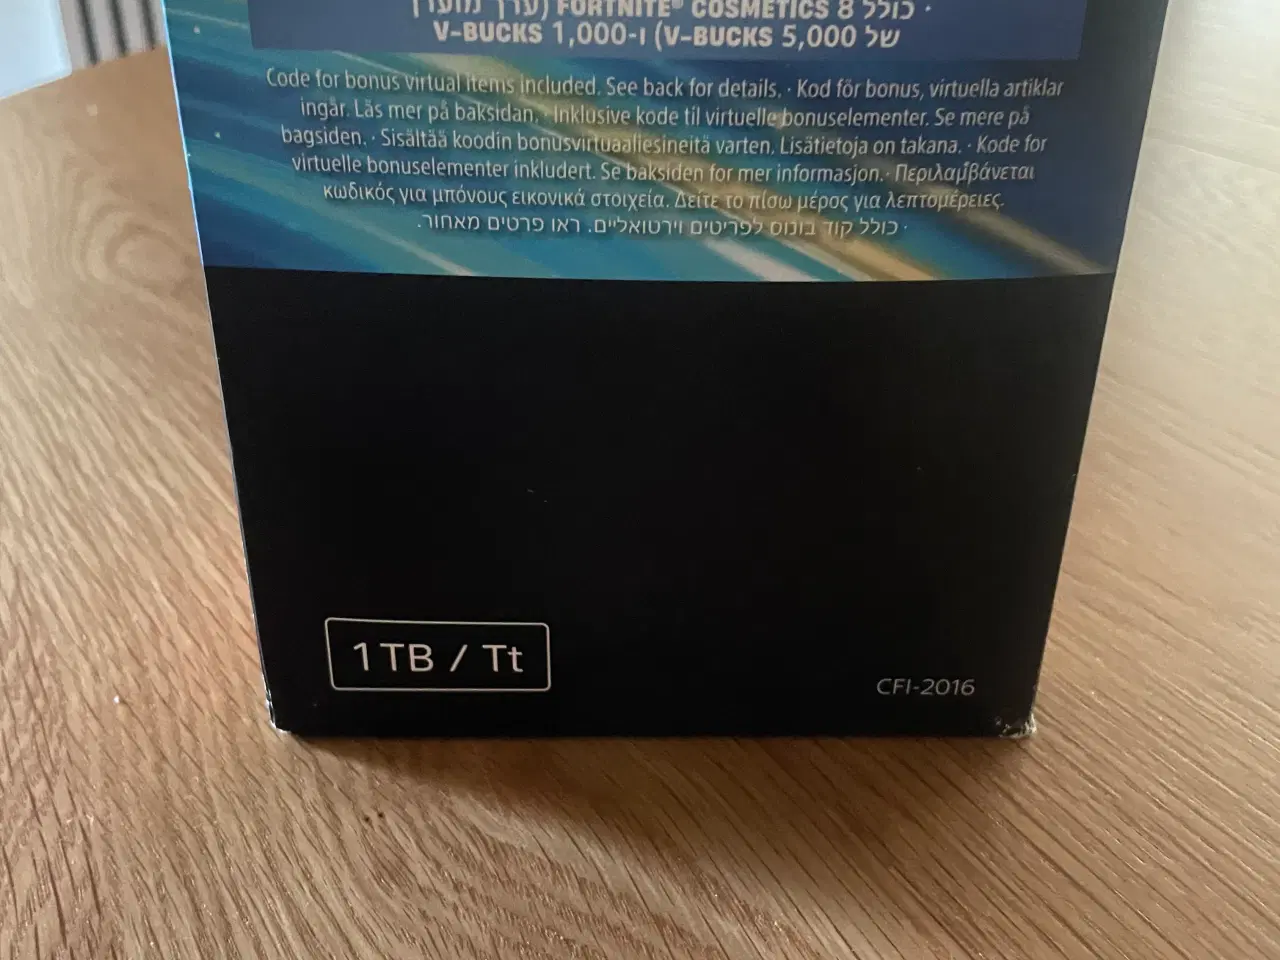 · כולל 8 FORTNITE® COSMETICS (ערך מוערך
של 5,000 V-BUCKS) ו-1,000 V-BUCKS
Code for bonus virtual items included. See back for details. · Kod för bonus, virtuella artiklar
ingår. Läs mer på baksidan. · Inklusive kode til virtuelle bonuselementer. Se mere på
bagsiden. · Sisältää koodin bonusvirtuaaliesineitä varten. Lisätietoja on takana. · Kode for
virtuelle bonuselementer inkludert. Se baksiden for mer informasjon. · Περιλαμβάνεται
κωδικός για μπόνους εικονικά στοιχεία. Δείτε το πίσω μέρος για λεπτομέρειες.
· כולל קוד בונוס לפריטים וירטואליים. ראו פרטים מאחור.
1 TB / Tt
CFI-2016